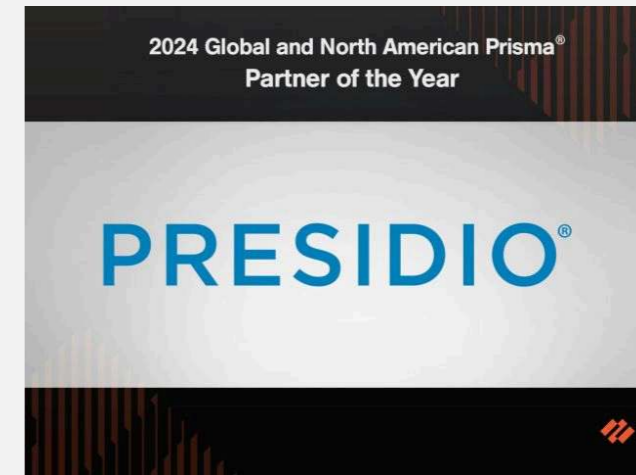 2024 Global and North American Prisma®
Partner of the Year
PRESIDIO®